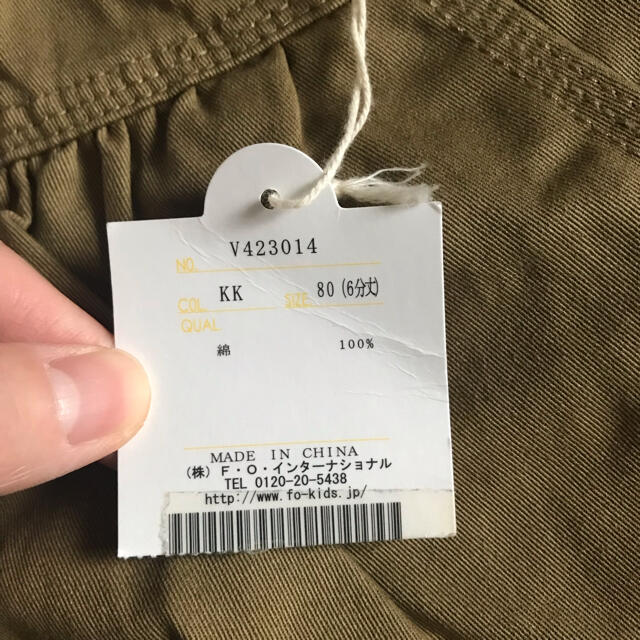 NO. V423014
COL. KK SIZE 80(6分丈)
QUAL.
綿 100%
MADE IN CHINA
(株)F・O・インターナショナル
TEL 0120-20-5438
http://www.fo-kids.jp/